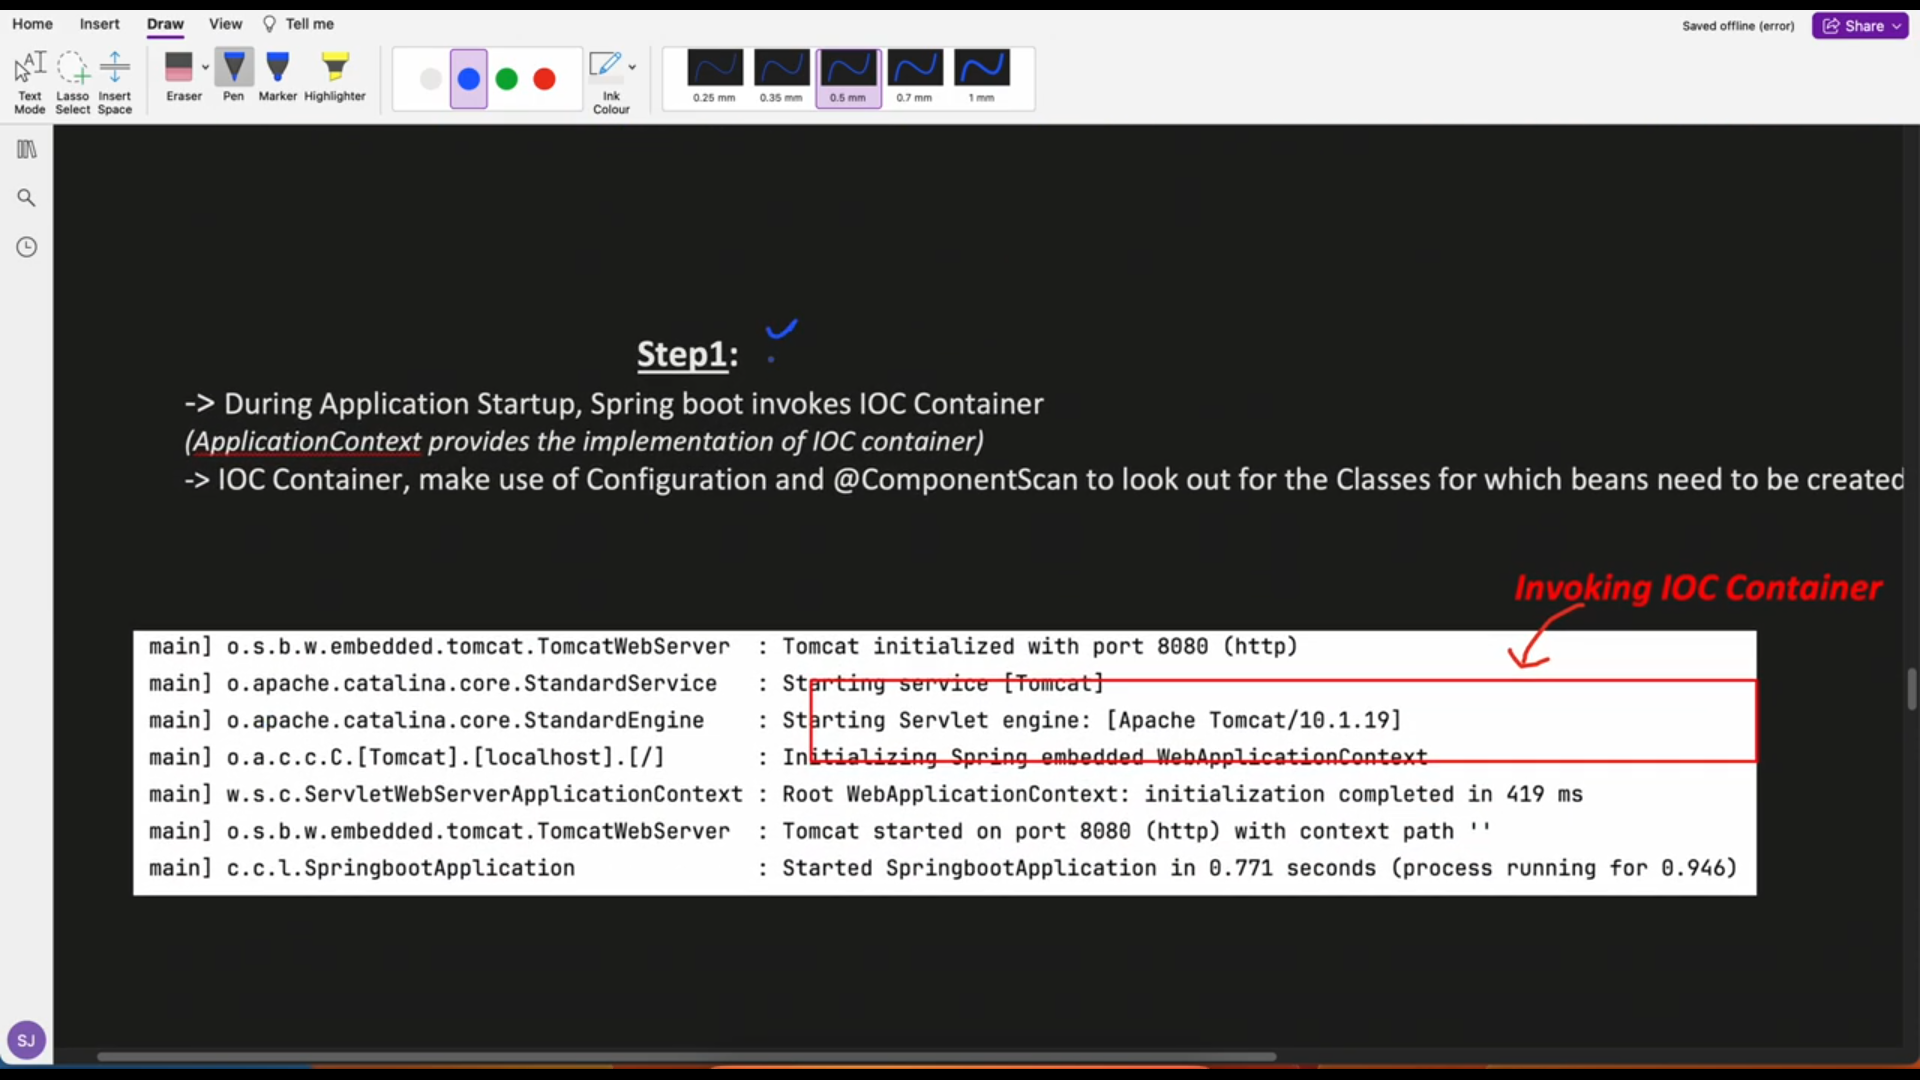 Home Insert Draw View Tell me
Saved offline (error) Share
Text Mode
Lasso Select
Insert Space
Eraser
Pen
Marker
Highlighter
Ink Colour
0.25 mm
0.35 mm
0.5 mm
0.7 mm
1 mm
Step1:
-> During Application Startup, Spring boot invokes IOC Container
(ApplicationContext provides the implementation of IOC container)
-> IOC Container, make use of Configuration and @ComponentScan to look out for the Classes for which beans need to be created
Invoking IOC Container
main] o.s.b.w.embedded.tomcat.TomcatWebServer : Tomcat initialized with port 8080 (http)
main] o.apache.catalina.core.StandardService : Starting service [Tomcat]
main] o.apache.catalina.core.StandardEngine : Starting Servlet engine: [Apache Tomcat/10.1.19]
main] o.a.c.c.C.[Tomcat].[localhost].[/] : Initializing Spring embedded WebApplicationContext
main] w.s.c.ServletWebServerApplicationContext : Root WebApplicationContext: initialization completed in 419 ms
main] o.s.b.w.embedded.tomcat.TomcatWebServer : Tomcat started on port 8080 (http) with context path ''
main] c.c.l.SpringbootApplication : Started SpringbootApplication in 0.771 seconds (process running for 0.946)
SJ